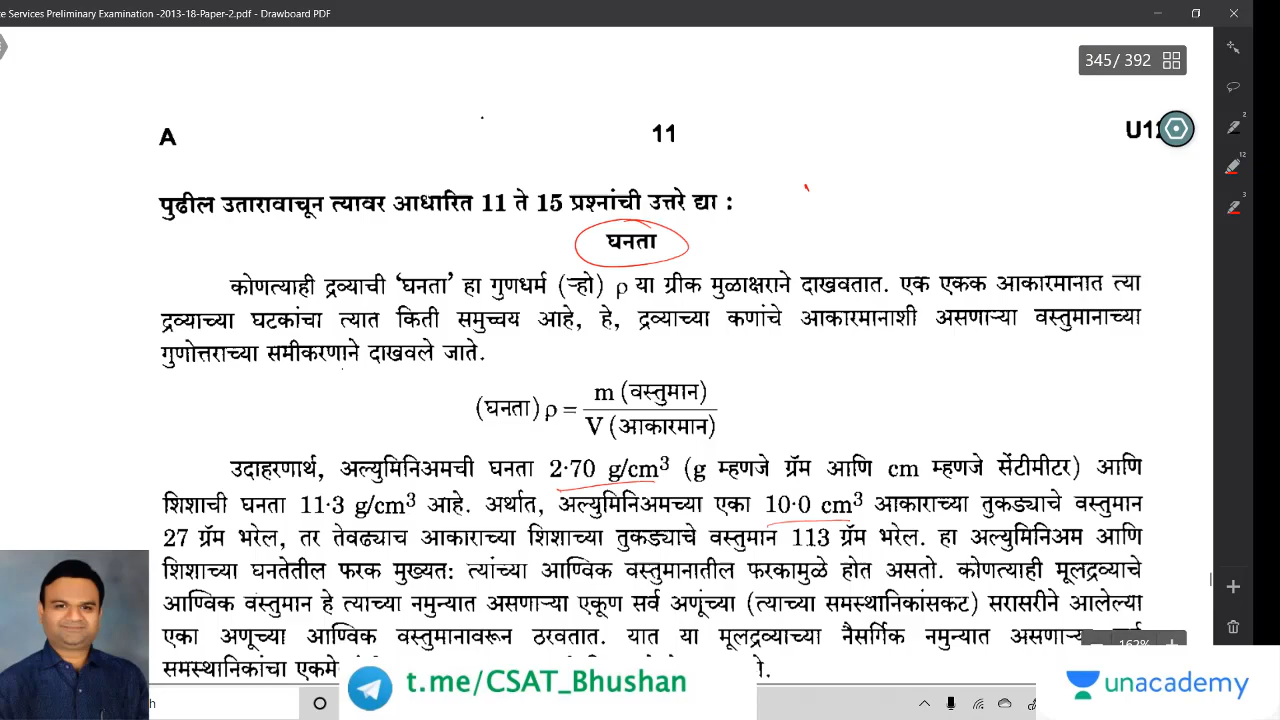 e Services Preliminary Examination -2013-18-Paper-2.pdf - Drawboard PDF
345 / 392
A
11
पुढील उतारावाचून त्यावर आधारित 11 ते 15 प्रश्नांची उत्तरे द्या :
घनता
कोणत्याही द्रव्याची ‘घनता’ हा गुणधर्म (ऱ्हो) ρ या ग्रीक मुळाक्षराने दाखवतात. एक एकक आकारमानात त्या
द्रव्याच्या घटकांचा त्यात किती समुच्चय आहे, हे, द्रव्याच्या कणांचे आकारमानाशी असणाऱ्या वस्तुमानाच्या
गुणोत्तराच्या समीकरणाने दाखवले जाते.
(घनता) ρ = m (वस्तुमान)
V (आकारमान)
उदाहरणार्थ, अल्युमिनिअमची घनता 2·70 g/cm³ (g म्हणजे ग्रॅम आणि cm म्हणजे सेंटीमीटर) आणि
शिशाची घनता 11·3 g/cm³ आहे. अर्थात, अल्युमिनिअमच्या एका 10·0 cm³ आकाराच्या तुकड्याचे वस्तुमान
27 ग्रॅम भरेल, तर तेवढ्याच आकाराच्या शिशाच्या तुकड्याचे वस्तुमान 113 ग्रॅम भरेल. हा अल्युमिनिअम आणि
शिशाच्या घनतेतील फरक मुख्यत: त्यांच्या आण्विक वस्तुमानातील फरकामुळे होत असतो. कोणत्याही मूलद्रव्याचे
आण्विक वस्तुमान हे त्याच्या नमुन्यात असणाऱ्या एकूण सर्व अणूंच्या (त्याच्या समस्थानिकांसकट) सरासरीने आलेल्या
एका अणूच्या आण्विक वस्तुमानावरून ठरवतात. यात या मूलद्रव्याच्या नैसर्गिक नमुन्यात असणाऱ्या
समस्थानिकांचा
162%
t.me/CSAT_Bhushan
unacademy